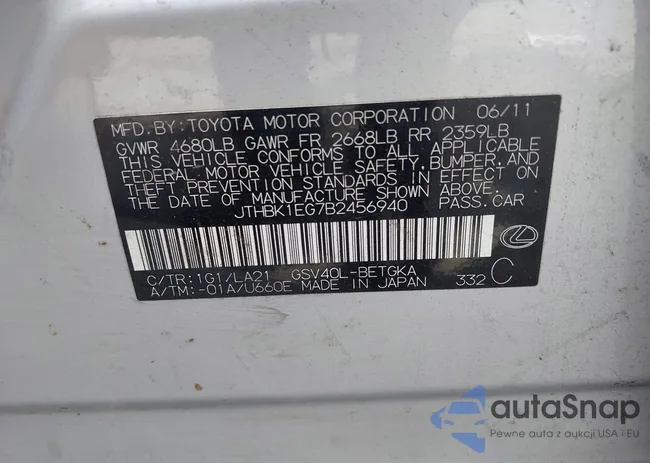 MFD.BY:TOYOTA MOTOR CORPORATION 06/11
GVWR 4680LB GAWR FR 2668LB RR 2359LB
THIS VEHICLE CONFORMS TO ALL APPLICABLE
FEDERAL MOTOR VEHICLE SAFETY, BUMPER, AND
THEFT PREVENTION STANDARDS IN EFFECT ON
THE DATE OF MANUFACTURE SHOWN ABOVE.
JTHBK1EG7B2456940 PASS.CAR
C/TR:1G1/LA21 GSV40L-BETGKA
A/TM:-01A/U660E MADE IN JAPAN 332 C
autaSnap
Pewne auta z aukcji USA i EU